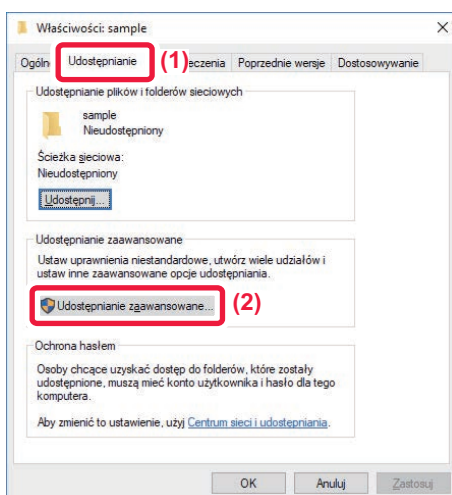 Właściwości: sample
Udostępnianie (1) eczenia Poprzednie wersje Dostosowywanie
Udostępnianie plików i folderów sieciowych
sample
Nieudostępniony
Ścieżka sieciowa:
Nieudostępniony
Udostępnij...
Udostępnianie zaawansowane
Ustaw uprawnienia niestandardowe, utwórz wiele udziałów i
ustaw inne zaawansowane opcje udostępniania.
Udostępnianie zaawansowane... (2)
Ochrona hasłem
Osoby chcące uzyskać dostęp do folderów, które zostały
udostępnione, muszą mieć konto użytkownika i hasło dla tego
komputera.
Aby zmienić to ustawienie, użyj Centrum sieci i udostępniania.
OK Anuluj Zastosuj